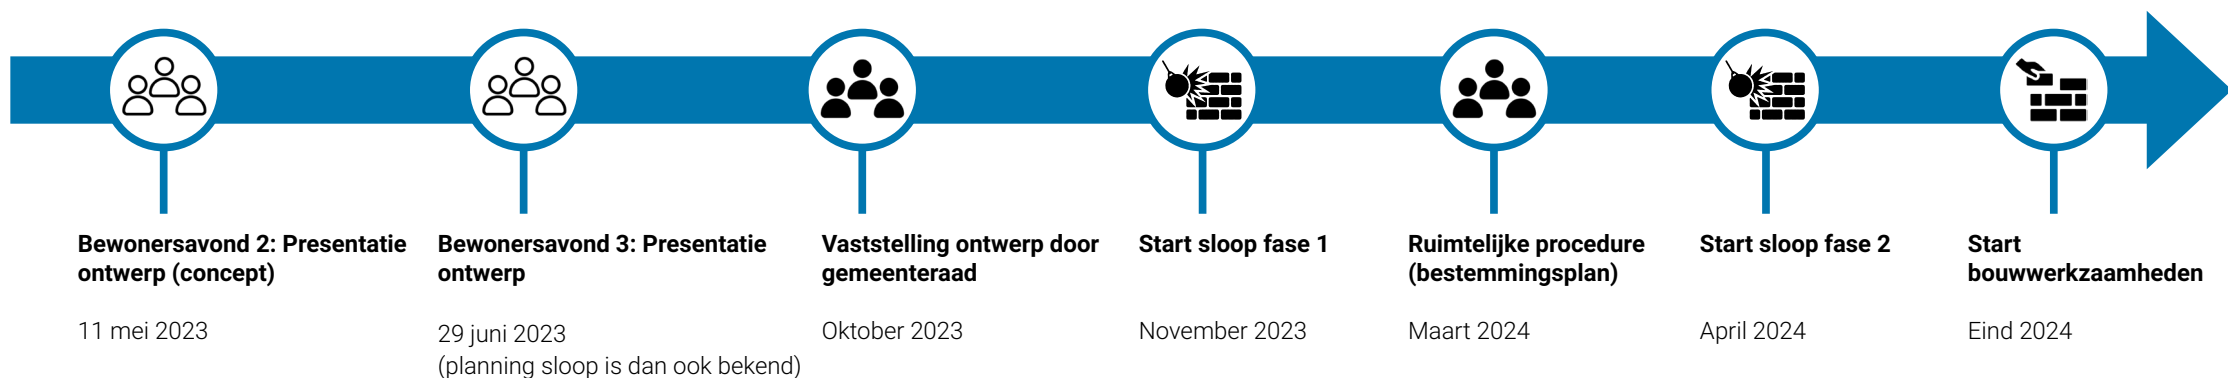 Bewonersavond 2: Presentatie
ontwerp (concept)
11 mei 2023
Bewonersavond 3: Presentatie
ontwerp
29 juni 2023
(planning sloop is dan ook bekend)
Vaststelling ontwerp door
gemeenteraad
Oktober 2023
Start sloop fase 1
November 2023
Ruimtelijke procedure
(bestemmingsplan)
Maart 2024
Start sloop fase 2
April 2024
Start
bouwwerkzaamheden
Eind 2024